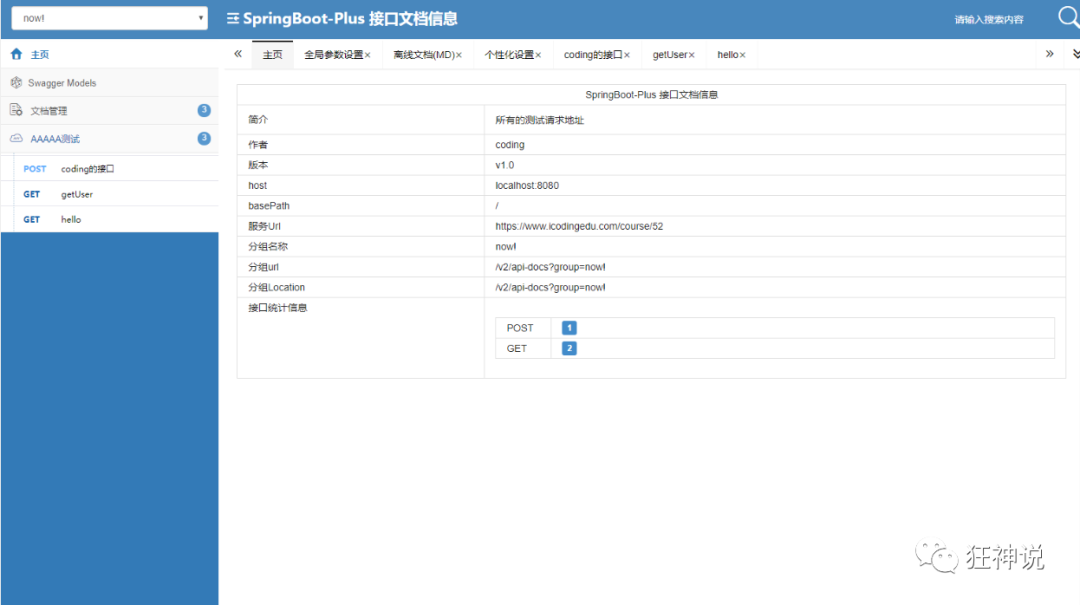 now!
SpringBoot-Plus 接口文档信息
请输入搜索内容
主页
Swagger Models
文档管理 3
AAAAA测试 3
POST coding的接口
GET getUser
GET hello
« 主页 全局参数设置× 离线文档(MD)× 个性化设置× coding的接口× getUser× hello× »
SpringBoot-Plus 接口文档信息
简介 所有的测试请求地址
作者 coding
版本 v1.0
host localhost:8080
basePath /
服务Url https://www.icodingedu.com/course/52
分组名称 now!
分组url /v2/api-docs?group=now!
分组Location /v2/api-docs?group=now!
接口统计信息
POST 1
GET 2
狂神说